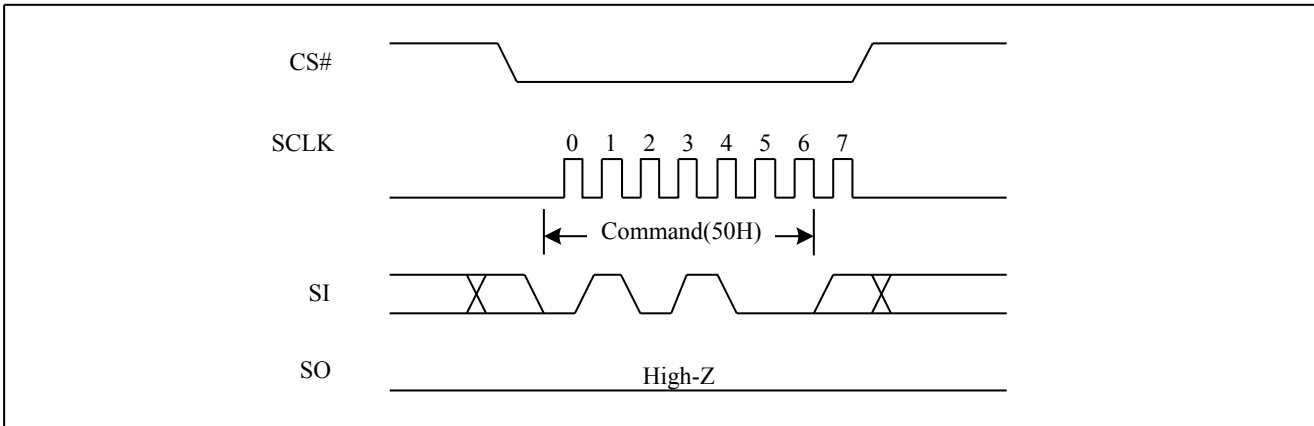 CS#
SCLK
0 1 2 3 4 5 6 7
Command(50H)
SI
SO
High-Z